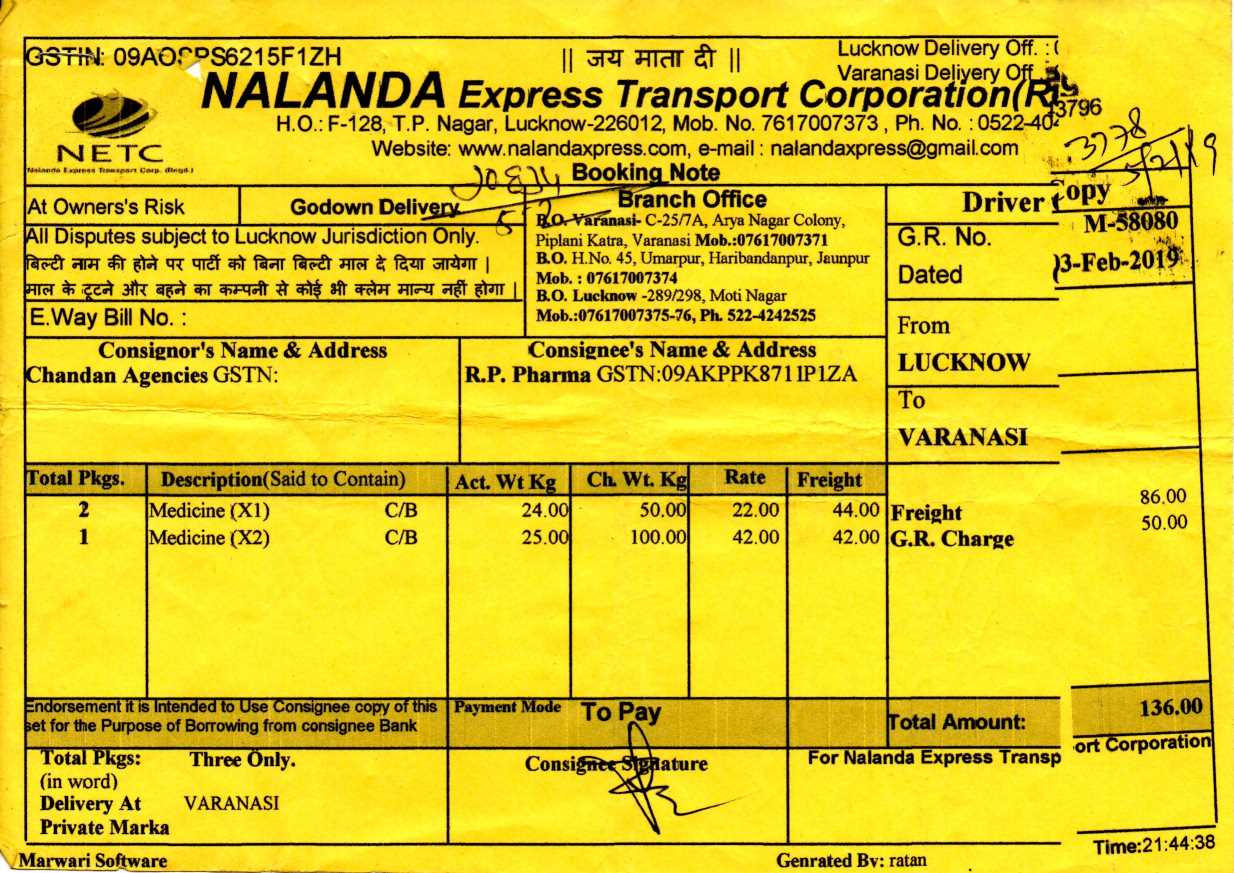 GSTIN: 09AOSPS6215F1ZH
|| जय माता दी ||
Lucknow Delivery Off. :
Varanasi Delivery Off
NALANDA Express Transport Corporation(R
13796
H.O.: F-128, T.P. Nagar, Lucknow-226012, Mob. No. 7617007373 , Ph. No. : 0522-40
3778
5/2/19
NETC
Nalanda Express Transport Corp. (Regd.)
Website: www.nalandaxpress.com, e-mail : nalandaxpress@gmail.com
Booking Note
At Owners's Risk
Godown Delivery
Branch Office
Driver Copy
B.O. Varanasi- C-25/7A, Arya Nagar Colony,
Piplani Katra, Varanasi Mob.:07617007371
B.O. H.No. 45, Umarpur, Haribandanpur, Jaunpur
Mob. : 07617007374
B.O. Lucknow -289/298, Moti Nagar
Mob.:07617007375-76, Ph. 522-4242525
All Disputes subject to Lucknow Jurisdiction Only.
बिल्टी नाम की होने पर पार्टी को बिना बिल्टी माल दे दिया जायेगा |
माल के टूटने और बहने का कम्पनी से कोई भी क्लेम मान्य नहीं होगा |
E.Way Bill No. :
G.R. No. M-58080
Dated 03-Feb-2019
From
LUCKNOW
To
VARANASI
Consignor's Name & Address
Chandan Agencies GSTN:
Consignee's Name & Address
R.P. Pharma GSTN:09AKPPK8711P1ZA
Total Pkgs. Description(Said to Contain) Act. Wt Kg Ch. Wt. Kg Rate Freight
2 Medicine (X1) C/B 24.00 50.00 22.00 44.00
1 Medicine (X2) C/B 25.00 100.00 42.00 42.00
Freight 86.00
G.R. Charge 50.00
Endorsement it is Intended to Use Consignee copy of this
set for the Purpose of Borrowing from consignee Bank
Payment Mode To Pay
Total Amount: 136.00
Total Pkgs: Three Only.
(in word)
Delivery At VARANASI
Private Marka
Consignee Signature
For Nalanda Express Transport Corporation
Marwari Software
Genrated By: ratan
Time:21:44:38